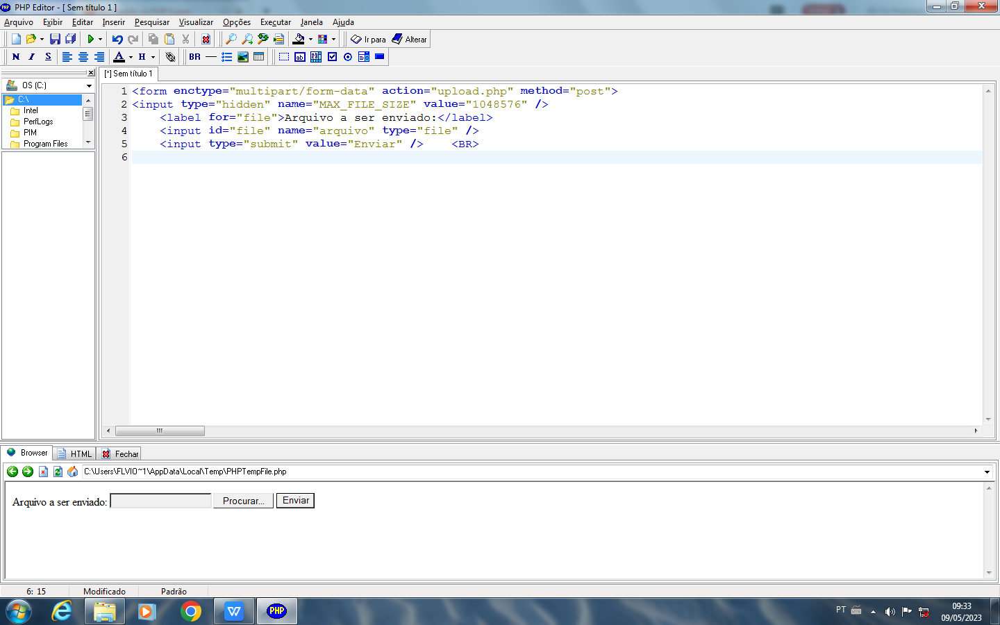 PHP Editor - [ Sem título 1 ]
Arquivo Exibir Editar Inserir Pesquisar Visualizar Opções Executar Janela Ajuda
Ir para Alterar
N I S A H BR ab
OS (C:)
C:\
Intel
PerfLogs
PIM
Program Files
[*] Sem título 1
1 <form enctype="multipart/form-data" action="upload.php" method="post">
2 <input type="hidden" name="MAX_FILE_SIZE" value="1048576" />
3 <label for="file">Arquivo a ser enviado:</label>
4 <input id="file" name="arquivo" type="file" />
5 <input type="submit" value="Enviar" /> <BR>
6
Browser HTML Fechar
C:\Users\FLVIO~1\AppData\Local\Temp\PHPTempFile.php
Arquivo a ser enviado: Procurar... Enviar
6: 15 Modificado Padrão
W PHP PT 09:33
09/05/2023